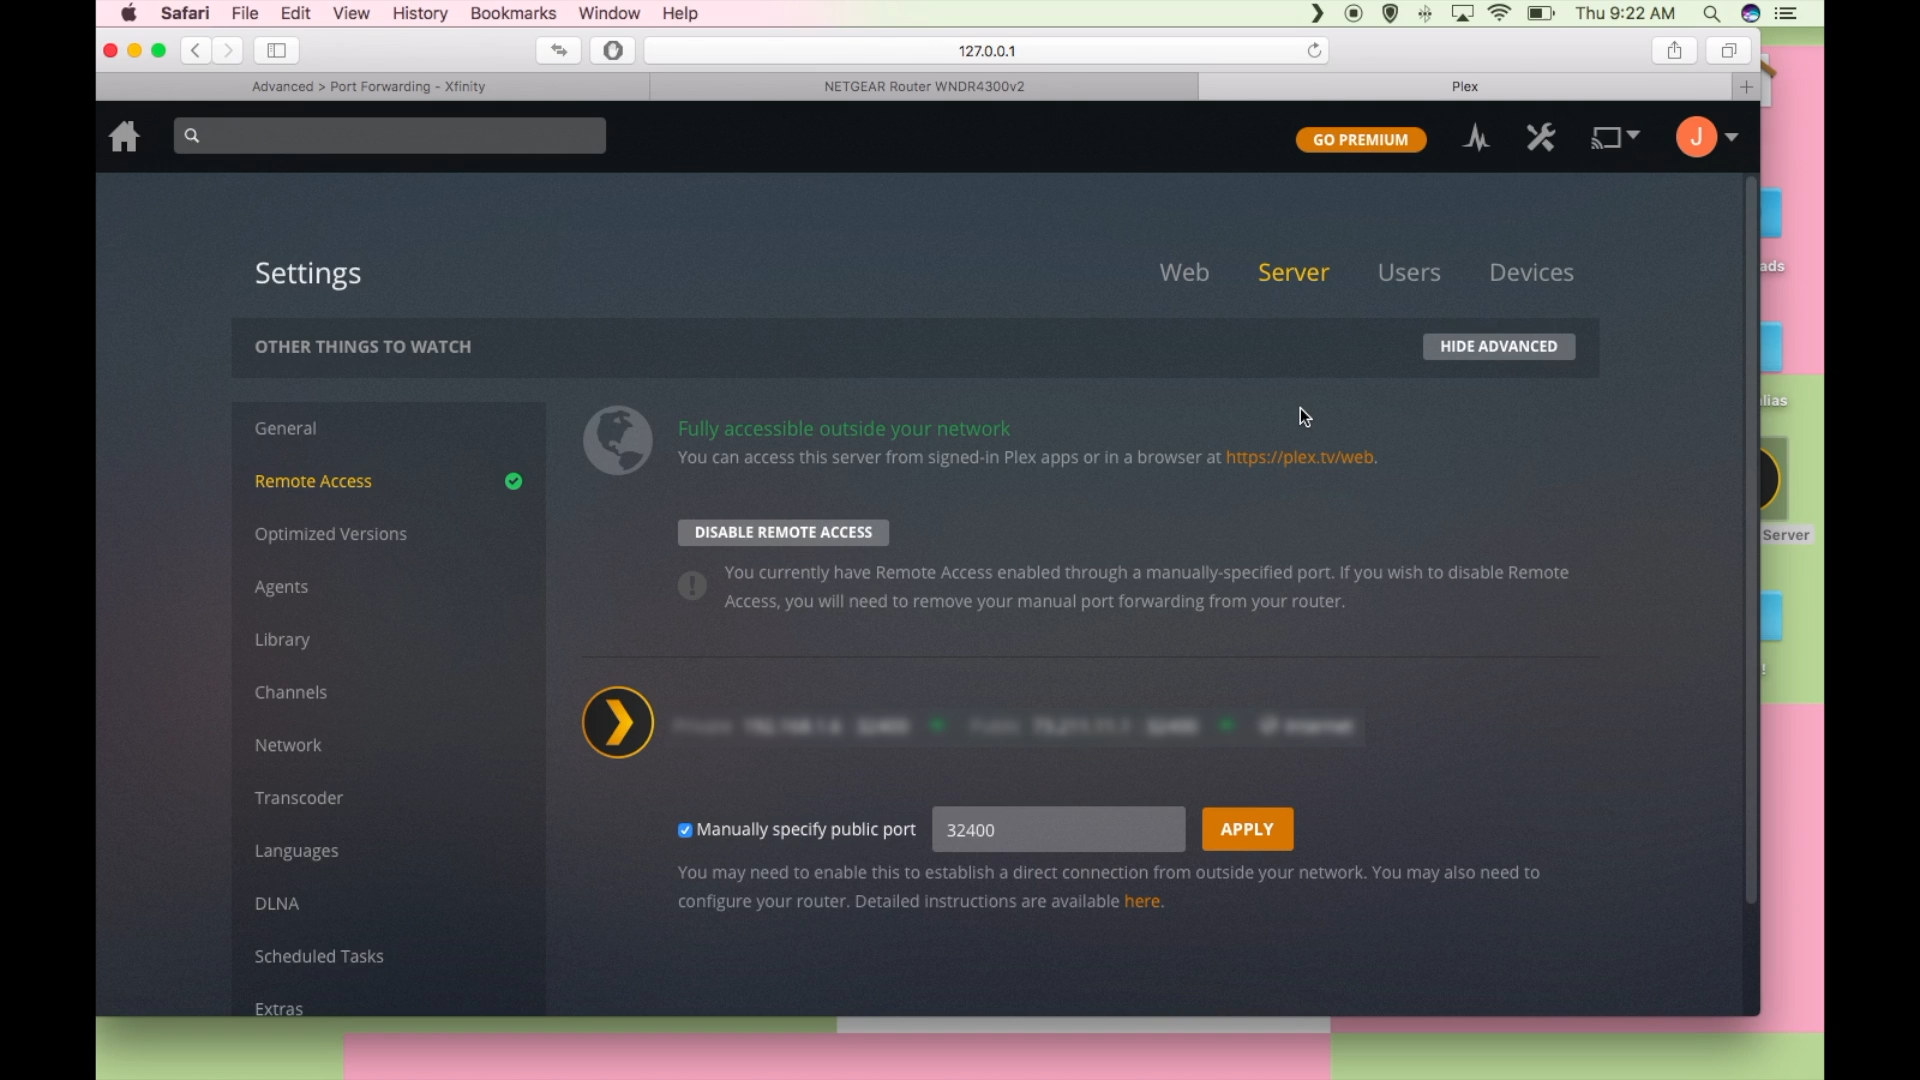 Safari File Edit View History Bookmarks Window Help Thu 9:22 AM
127.0.0.1
Advanced > Port Forwarding - Xfinity NETGEAR Router WNDR4300v2 Plex
GO PREMIUM J
Settings Web Server Users Devices
OTHER THINGS TO WATCH HIDE ADVANCED
General
Remote Access
Optimized Versions
Agents
Library
Channels
Network
Transcoder
Languages
DLNA
Scheduled Tasks
Extras
Fully accessible outside your network
You can access this server from signed-in Plex apps or in a browser at https://plex.tv/web.
DISABLE REMOTE ACCESS
You currently have Remote Access enabled through a manually-specified port. If you wish to disable Remote
Access, you will need to remove your manual port forwarding from your router.
Manually specify public port 32400 APPLY
You may need to enable this to establish a direct connection from outside your network. You may also need to
configure your router. Detailed instructions are available here.
ads
lias
Server